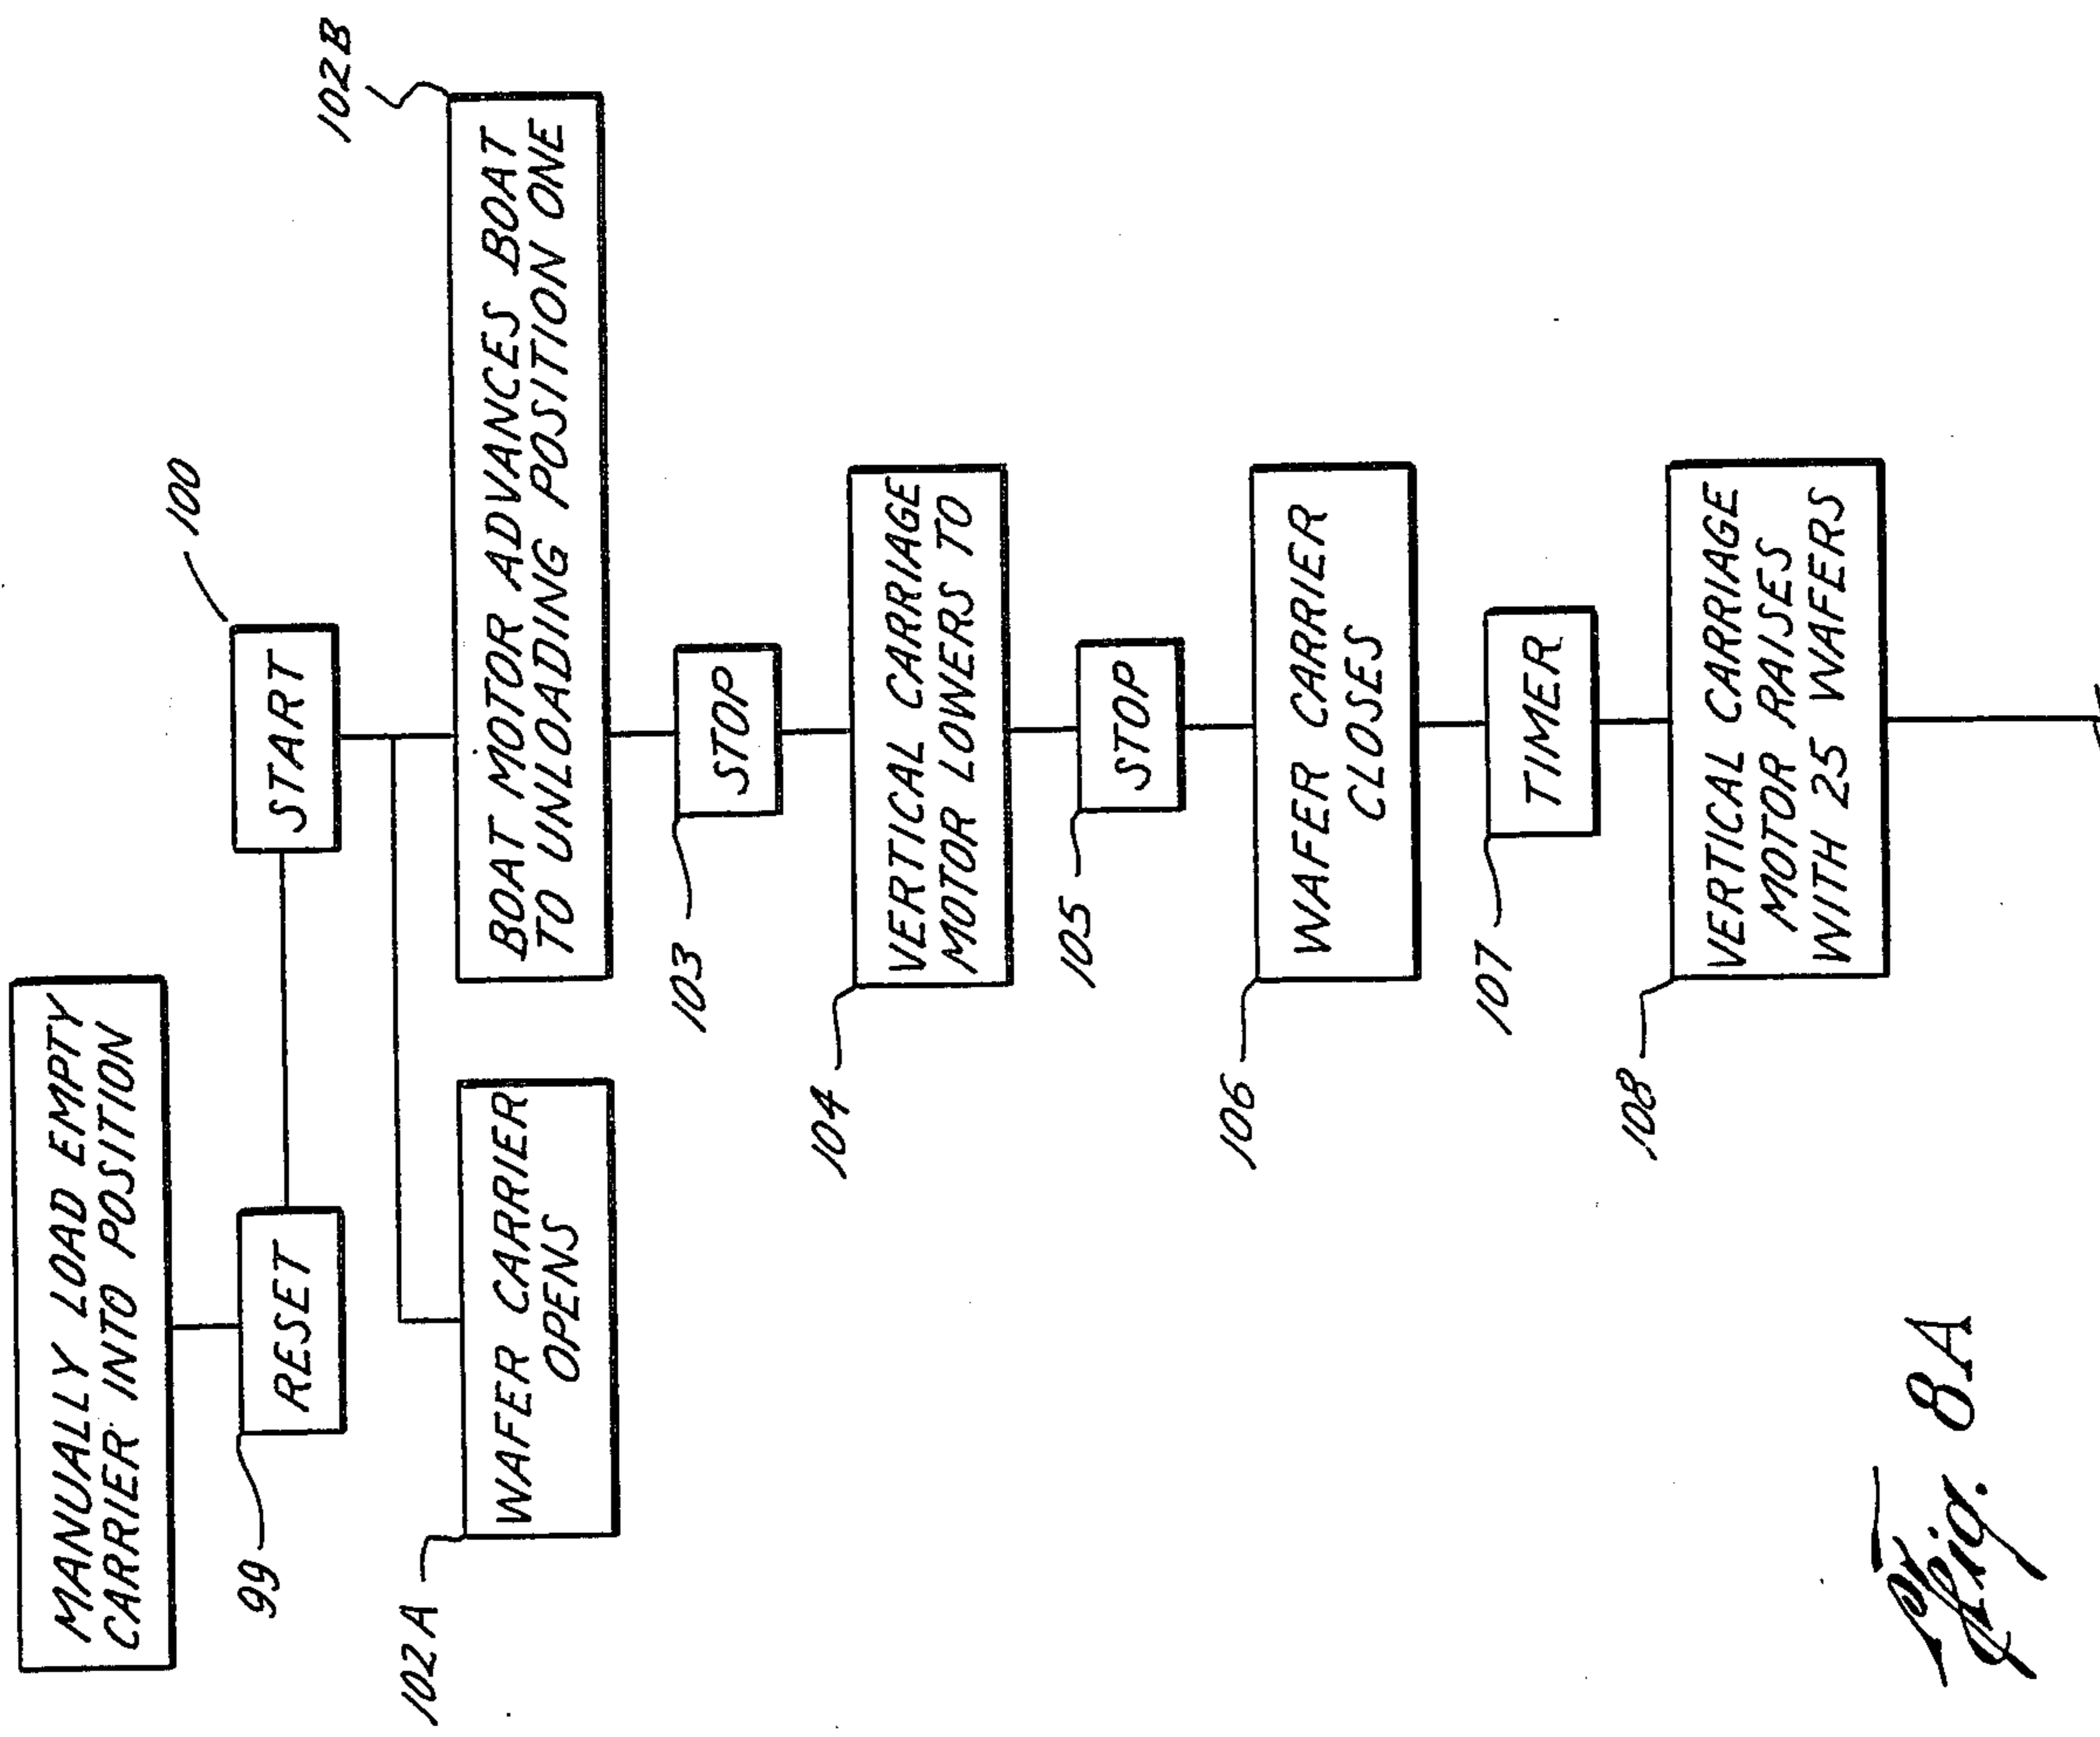 MANUALLY LOAD EMPTY
CARRIER INTO POSITION
99
RESET
START
100
102A
WAFER CARRIER
OPENS
102B
BOAT MOTOR ADVANCES BOAT
TO UNLOADING POSITION ONE
103
STOP
104
VERTICAL CARRIAGE
MOTOR LOWERS TO
105
STOP
106
WAFER CARRIER
CLOSES
107
TIMER
108
VERTICAL CARRIAGE
MOTOR RAISES
WITH 25 WAFERS
Fig. 8A